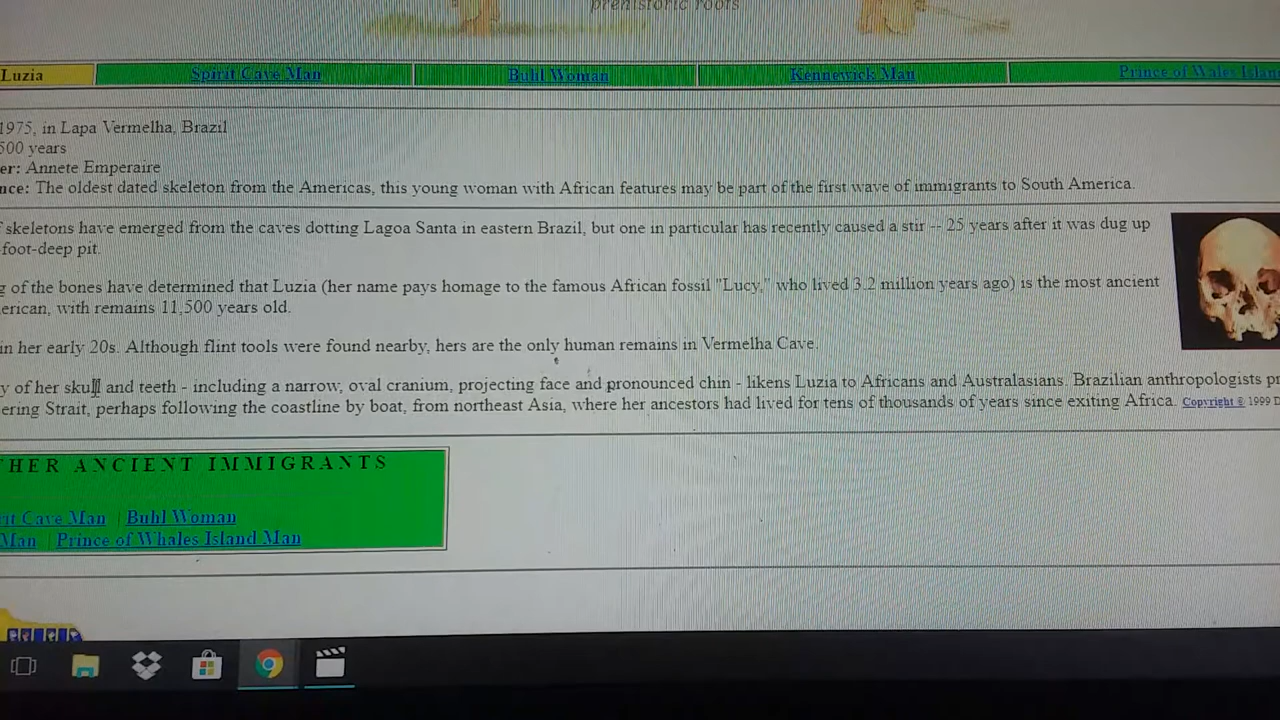 prehistoric roots
Luzia Spirit Cave Man Buhl Woman Kennewick Man Prince of Wales Islan
1975, in Lapa Vermelha, Brazil
500 years
er: Annete Emperaire
nce: The oldest dated skeleton from the Americas, this young woman with African features may be part of the first wave of immigrants to South America.
f skeletons have emerged from the caves dotting Lagoa Santa in eastern Brazil, but one in particular has recently caused a stir -- 25 years after it was dug up
-foot-deep pit.
g of the bones have determined that Luzia (her name pays homage to the famous African fossil "Lucy," who lived 3.2 million years ago) is the most ancient
erican, with remains 11,500 years old.
in her early 20s. Although flint tools were found nearby, hers are the only human remains in Vermelha Cave.
y of her skull and teeth - including a narrow, oval cranium, projecting face and pronounced chin - likens Luzia to Africans and Australasians. Brazilian anthropologists pr
ering Strait, perhaps following the coastline by boat, from northeast Asia, where her ancestors had lived for tens of thousands of years since exiting Africa. Copyright © 1999 D
HER ANCIENT IMMIGRANTS
rit Cave Man | Buhl Woman
Man | Prince of Whales Island Man